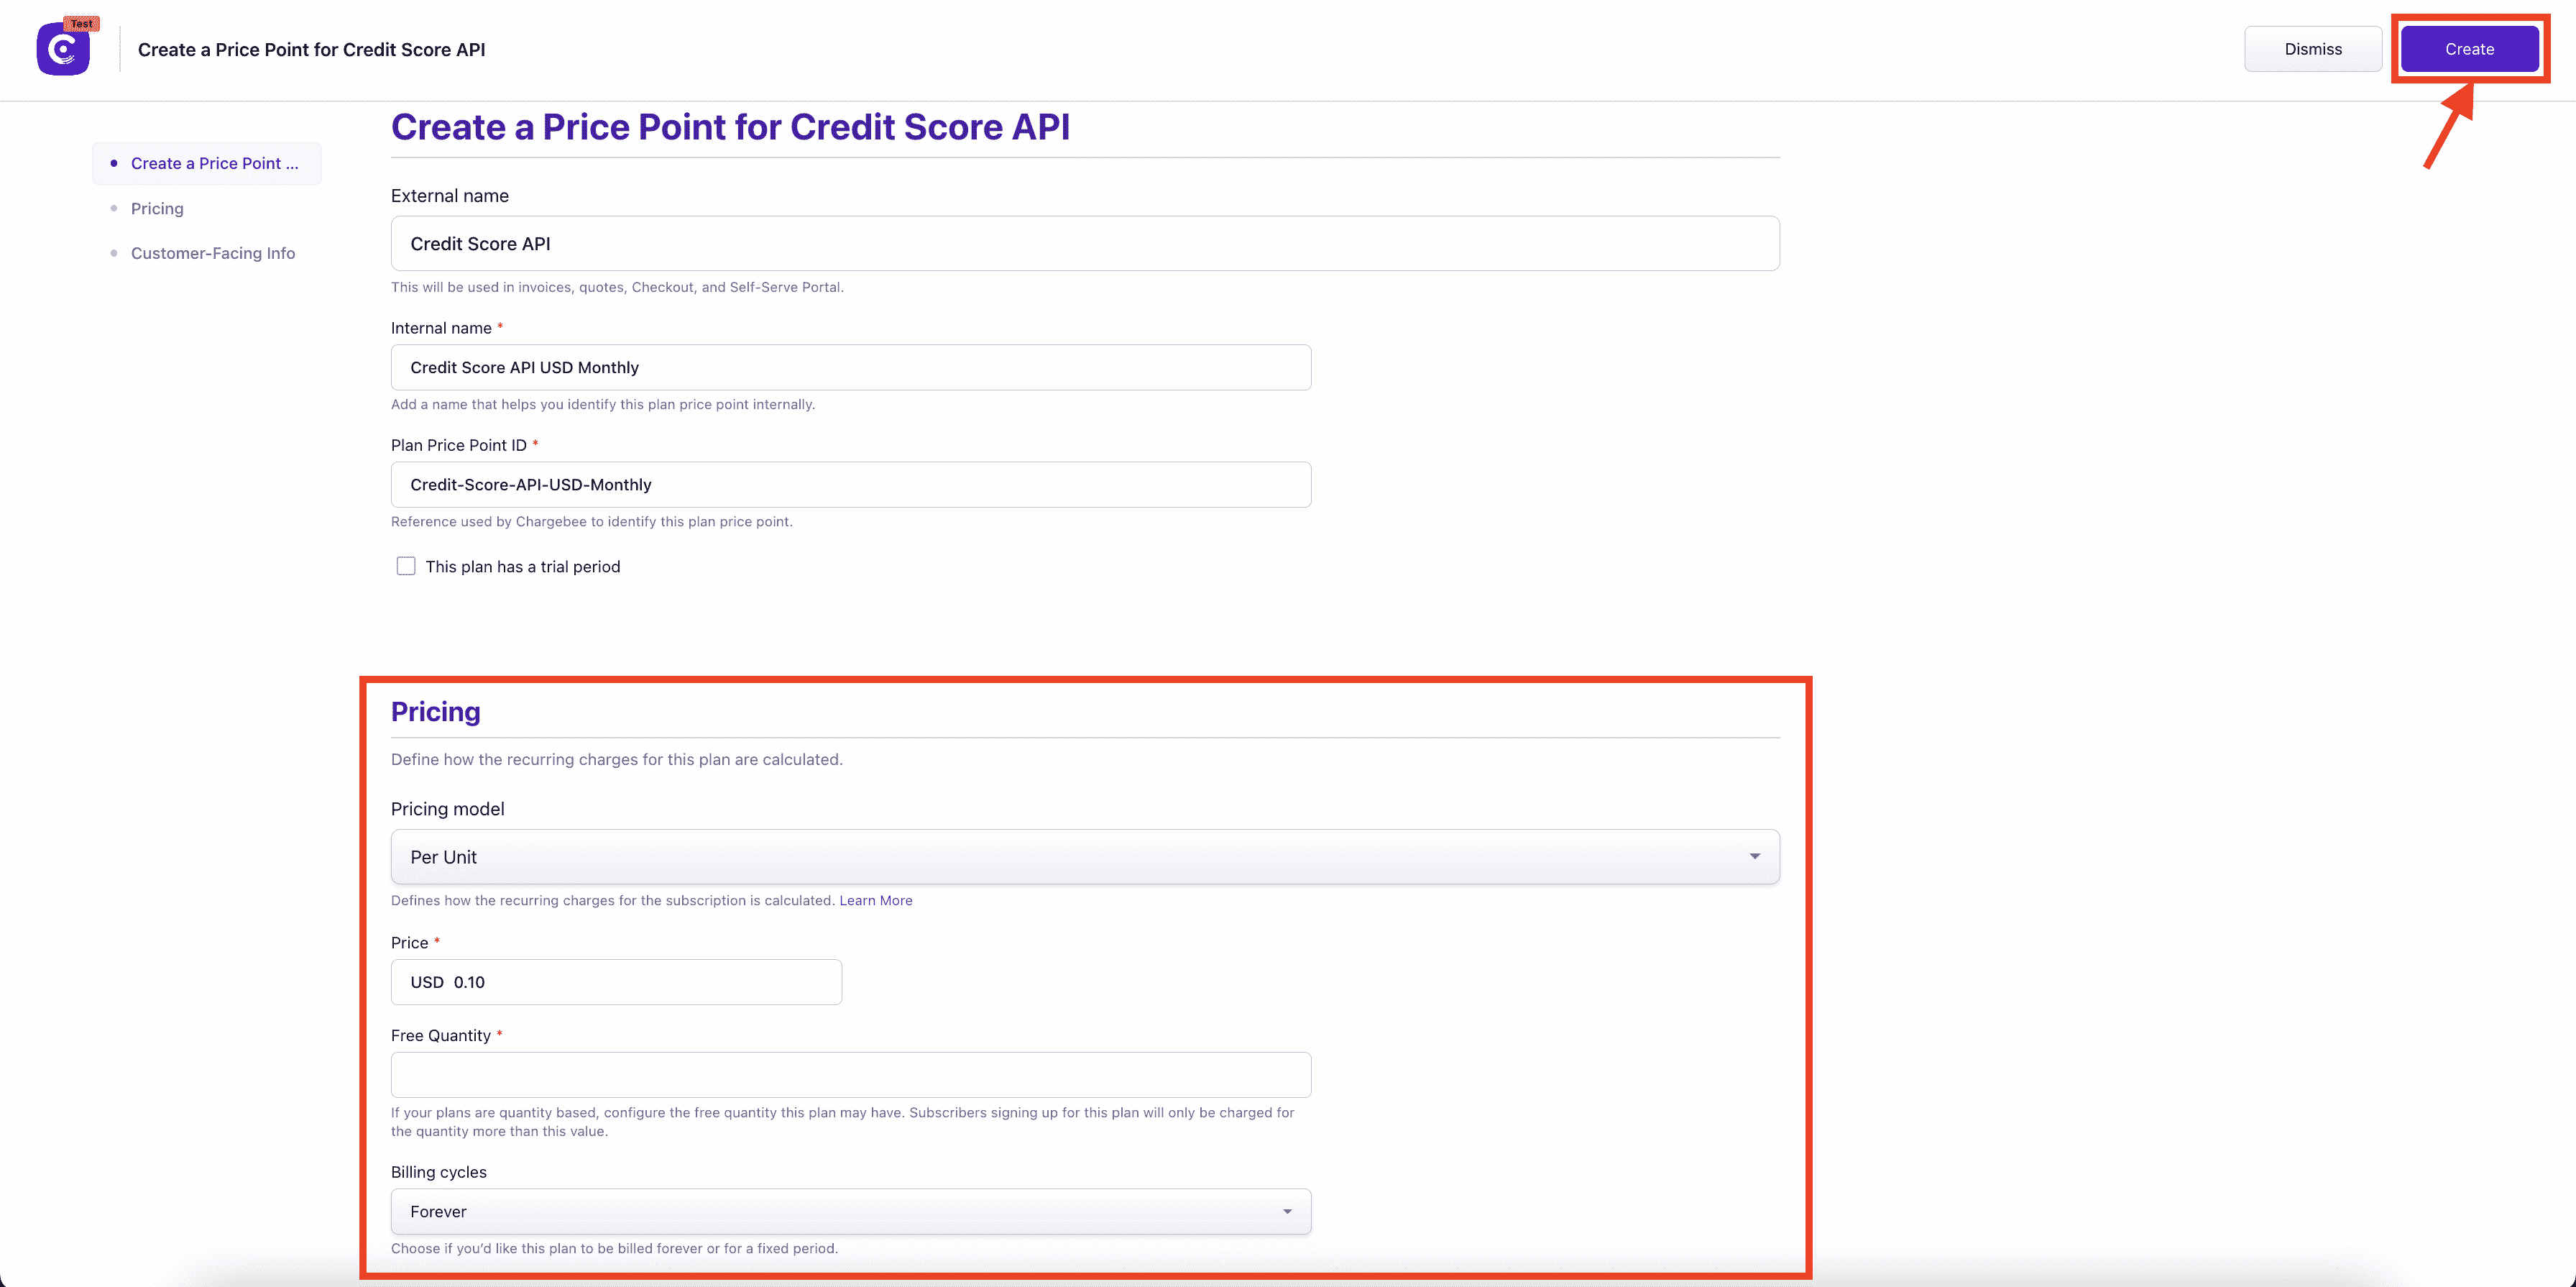 Test
Create a Price Point for Credit Score API
Dismiss
Create
Create a Price Point ...
Pricing
Customer-Facing Info
Create a Price Point for Credit Score API
External name
Credit Score API
This will be used in invoices, quotes, Checkout, and Self-Serve Portal.
Internal name *
Credit Score API USD Monthly
Add a name that helps you identify this plan price point internally.
Plan Price Point ID *
Credit-Score-API-USD-Monthly
Reference used by Chargebee to identify this plan price point.
This plan has a trial period
Pricing
Define how the recurring charges for this plan are calculated.
Pricing model
Per Unit
Defines how the recurring charges for the subscription is calculated. Learn More
Price *
USD 0.10
Free Quantity *
If your plans are quantity based, configure the free quantity this plan may have. Subscribers signing up for this plan will only be charged for
the quantity more than this value.
Billing cycles
Forever
Choose if you'd like this plan to be billed forever or for a fixed period.